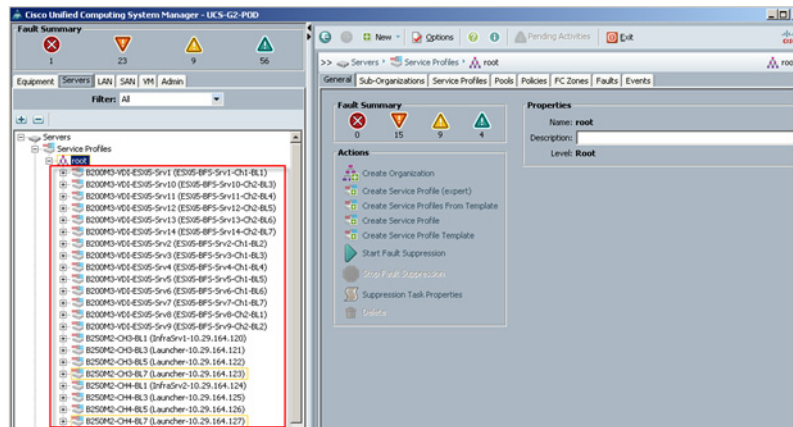 Cisco Unified Computing System Manager - UCS-G2-POD
Fault Summary
1 23 9 56
Equipment Servers LAN SAN VM Admin
Filter: All
Servers
Service Profiles
root
B200M3-VDI-ESXi5-Srv1 (ESXi5-BFS-Srv1-Ch1-BL1)
B200M3-VDI-ESXi5-Srv10 (ESXi5-BFS-Srv10-Ch2-BL3)
B200M3-VDI-ESXi5-Srv11 (ESXi5-BFS-Srv11-Ch2-BL4)
B200M3-VDI-ESXi5-Srv12 (ESXi5-BFS-Srv12-Ch2-BL5)
B200M3-VDI-ESXi5-Srv13 (ESXi5-BFS-Srv13-Ch2-BL6)
B200M3-VDI-ESXi5-Srv14 (ESXi5-BFS-Srv14-Ch2-BL7)
B200M3-VDI-ESXi5-Srv2 (ESXi5-BFS-Srv2-Ch1-BL2)
B200M3-VDI-ESXi5-Srv3 (ESXi5-BFS-Srv3-Ch1-BL3)
B200M3-VDI-ESXi5-Srv4 (ESXi5-BFS-Srv4-Ch1-BL4)
B200M3-VDI-ESXi5-Srv5 (ESXi5-BFS-Srv5-Ch1-BL5)
B200M3-VDI-ESXi5-Srv6 (ESXi5-BFS-Srv6-Ch1-BL6)
B200M3-VDI-ESXi5-Srv7 (ESXi5-BFS-Srv7-Ch1-BL7)
B200M3-VDI-ESXi5-Srv8 (ESXi5-BFS-Srv8-Ch2-BL1)
B200M3-VDI-ESXi5-Srv9 (ESXi5-BFS-Srv9-Ch2-BL2)
B250M2-CH3-BL1 (InfraSrv1-10.29.164.120)
B250M2-CH3-BL3 (Launcher-10.29.164.121)
B250M2-CH3-BL5 (Launcher-10.29.164.122)
B250M2-CH3-BL7 (Launcher-10.29.164.123)
B250M2-CH4-BL1 (InfraSrv2-10.29.164.124)
B250M2-CH4-BL3 (Launcher-10.29.164.125)
B250M2-CH4-BL5 (Launcher-10.29.164.126)
B250M2-CH4-BL7 (Launcher-10.29.164.127)
New Options Pending Activities Exit
>> Servers Service Profiles root root
General Sub-Organizations Service Profiles Pools Policies FC Zones Faults Events
Fault Summary
0 15 9 4
Actions
Create Organization
Create Service Profile (expert)
Create Service Profiles From Template
Create Service Profile
Create Service Profile Template
Start Fault Suppression
Stop Fault Suppression
Suppression Task Properties
Delete
Properties
Name: root
Description:
Level: Root